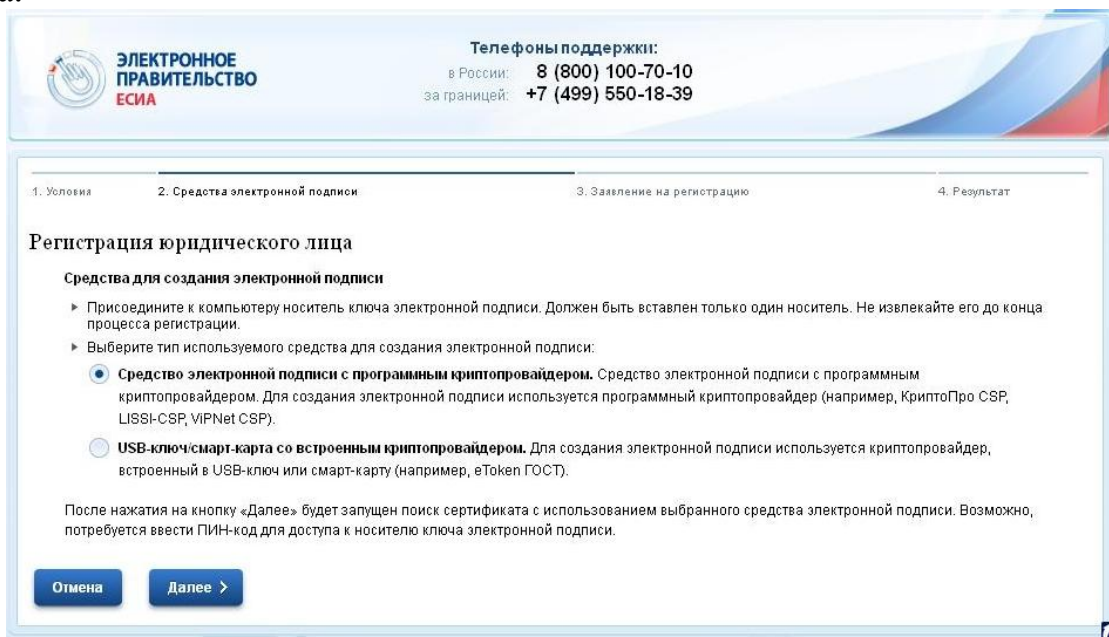 ЭЛЕКТРОННОЕ
ПРАВИТЕЛЬСТВО
ЕСИА
Телефоны поддержки:
в России: 8 (800) 100-70-10
за границей: +7 (499) 550-18-39
1. Условия 2. Средства электронной подписи 3. Заявление на регистрацию 4. Результат
Регистрация юридического лица
Средства для создания электронной подписи
Присоедините к компьютеру носитель ключа электронной подписи. Должен быть вставлен только один носитель. Не извлекайте его до конца
процесса регистрации.
Выберите тип используемого средства для создания электронной подписи:
Средство электронной подписи с программным криптопровайдером. Средство электронной подписи с программным
криптопровайдером. Для создания электронной подписи используется программный криптопровайдер (например, КриптоПро CSP,
LISSI-CSP, ViPNet CSP).
USB-ключ/смарт-карта со встроенным криптопровайдером. Для создания электронной подписи используется криптопровайдер,
встроенный в USB-ключ или смарт-карту (например, eToken ГОСТ).
После нажатия на кнопку «Далее» будет запущен поиск сертификата с использованием выбранного средства электронной подписи. Возможно,
потребуется ввести ПИН-код для доступа к носителю ключа электронной подписи.
Отмена Далее >